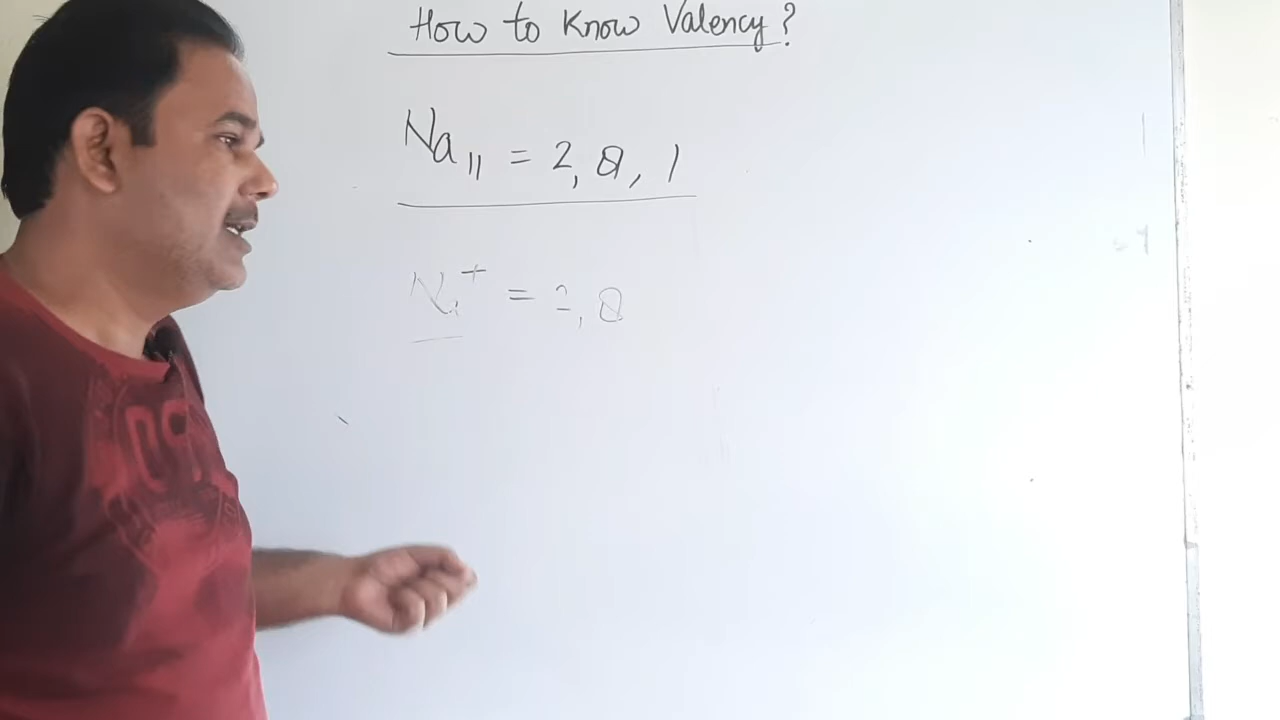 How to Know Valency?
Na₁₁ = 2, 8, 1
Na⁺ = 2, 8